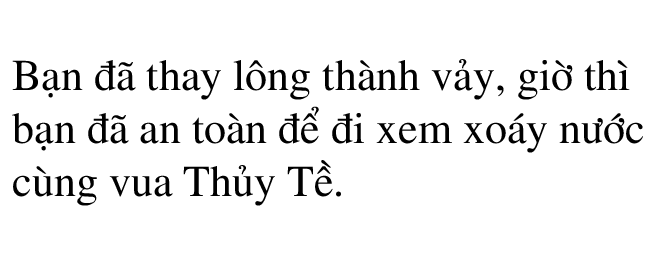 Bạn đã thay lông thành vảy, giờ thì
bạn đã an toàn để đi xem xoáy nước
cùng vua Thủy Tề.